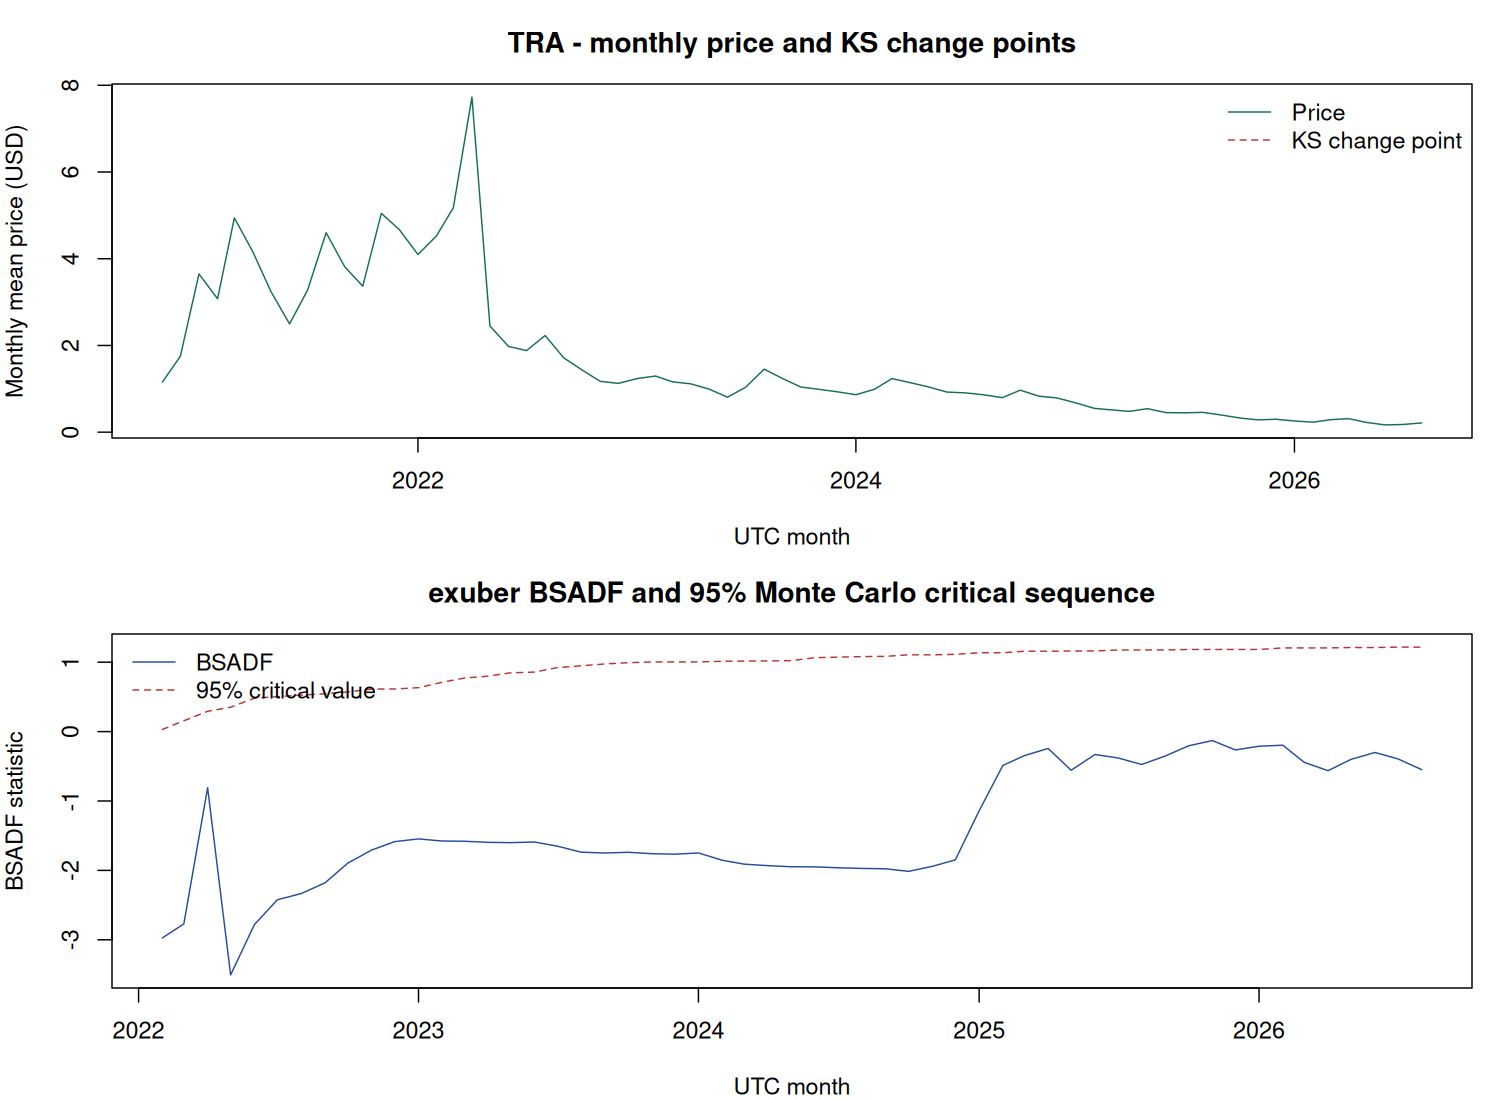 TRA - monthly price and KS change points
Monthly mean price (USD)
8
6
4
2
0
Price
KS change point
2022
2024
2026
UTC month
exuber BSADF and 95% Monte Carlo critical sequence
BSADF statistic
1
0
-1
-2
-3
BSADF
95% critical value
2022
2023
2024
2025
2026
UTC month